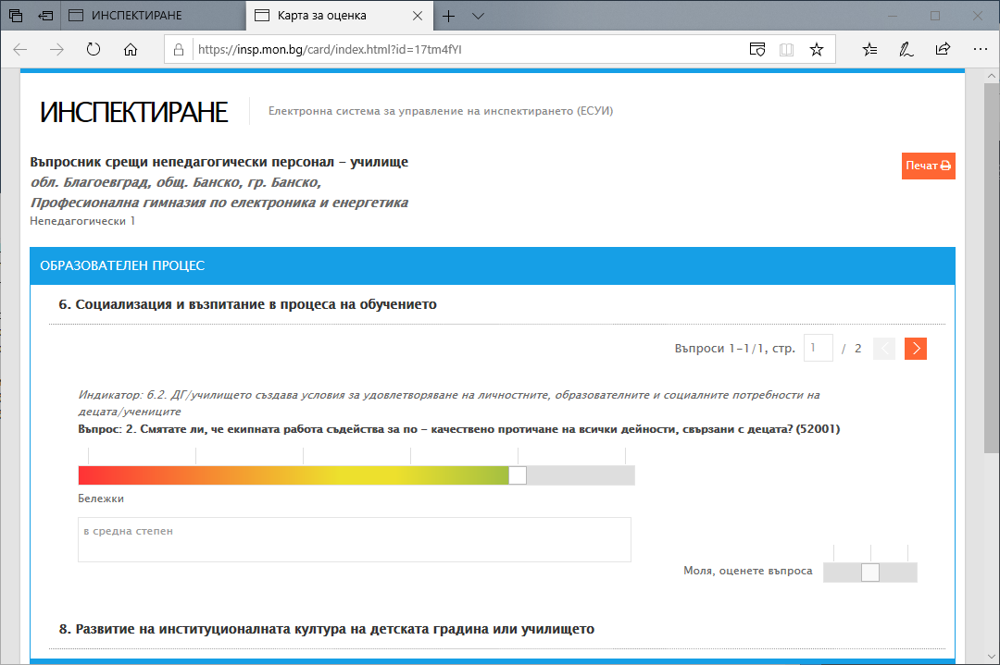 ИНСПЕКТИРАНЕ
Карта за оценка
https://insp.mon.bg/card/index.html?id=17tm4fYI
ИНСПЕКТИРАНЕ
Електронна система за управление на инспектирането (ЕСУИ)
Въпросник срещи непедагогически персонал – училище
Печат
обл. Благоевград, общ. Банско, гр. Банско,
Професионална гимназия по електроника и енергетика
Непедагогически 1
ОБРАЗОВАТЕЛЕН ПРОЦЕС
6. Социализация и възпитание в процеса на обучението
Въпроси 1-1/1, стр. 1 / 2
Индикатор: 6.2. ДГ/училището създава условия за удовлетворяване на личностните, образователните и социалните потребности на
децата/учениците
Въпрос: 2. Смятате ли, че екипната работа съдейства за по – качествено протичане на всички дейности, свързани с децата? (52001)
Бележки
в средна степен
Моля, оценете въпроса
8. Развитие на институционалната култура на детската градина или училището